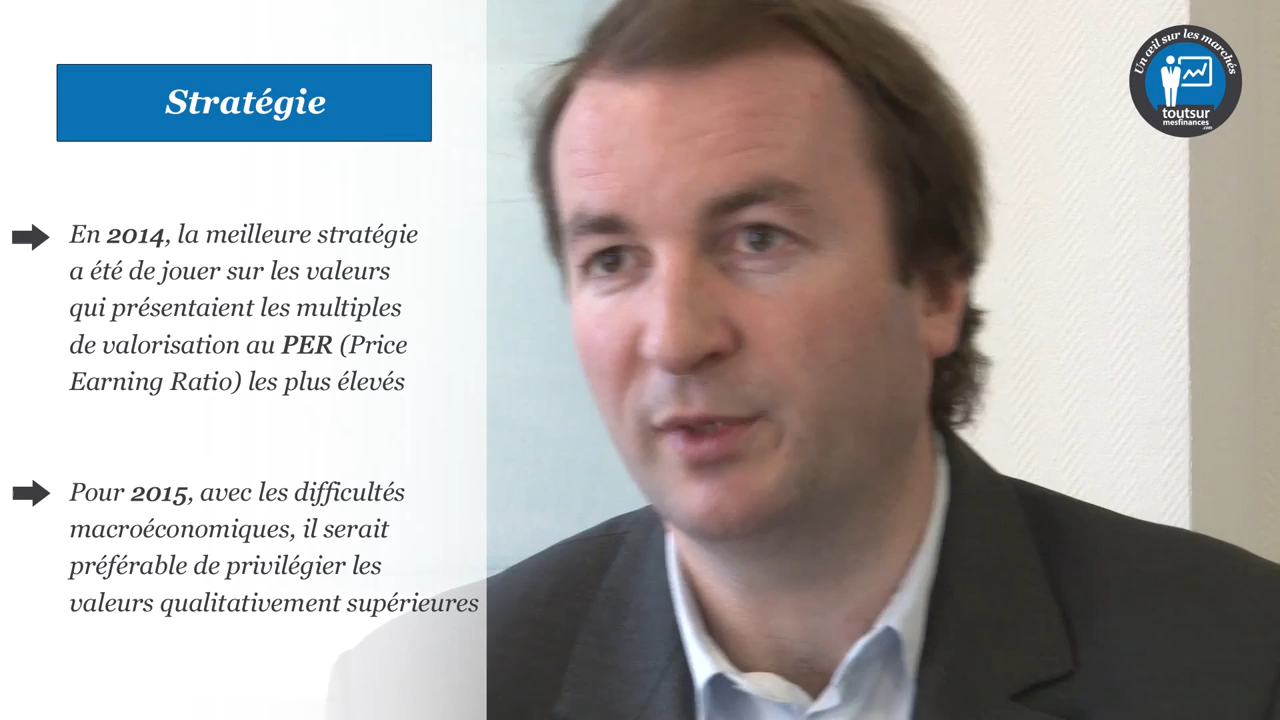 Stratégie
En 2014, la meilleure stratégie
a été de jouer sur les valeurs
qui présentaient les multiples
de valorisation au PER (Price
Earning Ratio) les plus élevés
Pour 2015, avec les difficultés
macroéconomiques, il serait
préférable de privilégier les
valeurs qualitativement supérieures
Un œil sur les marchés
toutsur
mesfinances
.com